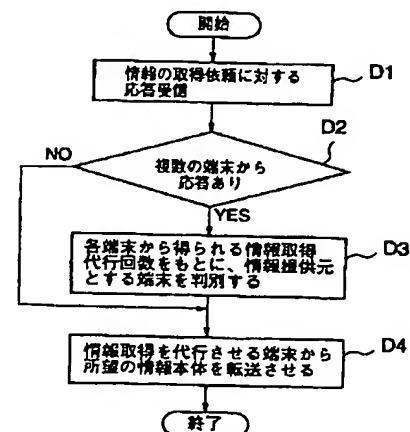 開始
情報の取得依頼に対する
応答受信
D1
D2
複数の端末から
応答あり
NO
YES
各端末から得られる情報取得
代行回数をもとに、情報提供元
とする端末を判別する
D3
情報取得を代行させる端末から
所望の情報本体を転送させる
D4
終了